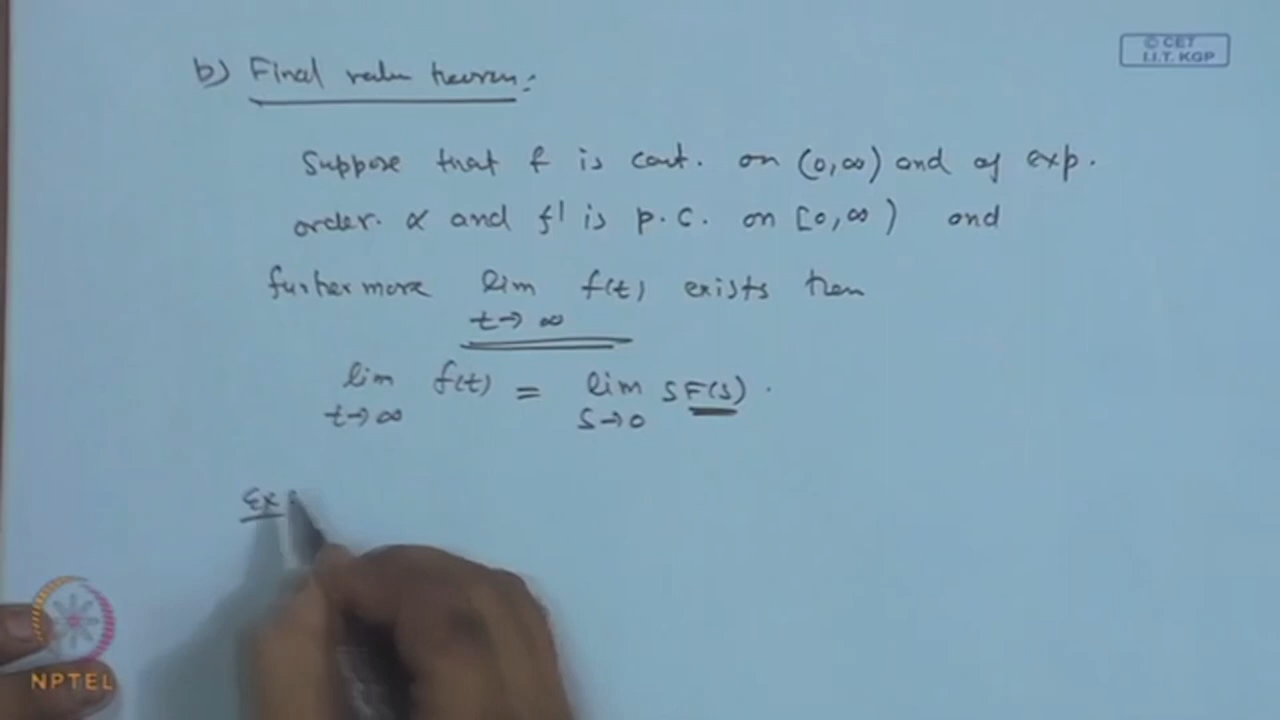 © CET
I.I.T. KGP
b) Final value theorem:
Suppose that f is cont. on (0,∞) and of exp.
order. α and f' is p.c. on [0,∞) and
furthermore lim f(t) exists then
t→∞
lim f(t) = lim SF(s).
t→∞ S→0
Ex
NPTEL